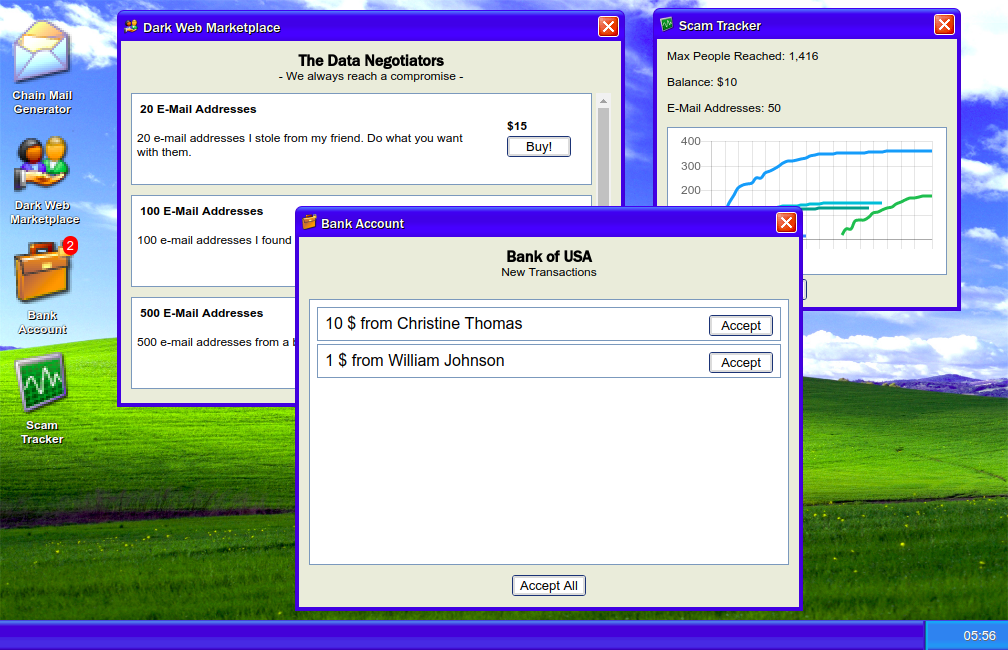 Chain Mail
Generator
Dark Web
Marketplace
2
Bank
Account
Scam
Tracker
Dark Web Marketplace
The Data Negotiators
- We always reach a compromise -
20 E-Mail Addresses
20 e-mail addresses I stole from my friend. Do what you want
with them.
$15
Buy!
100 E-Mail Addresses
100 e-mail addresses I found
500 E-Mail Addresses
500 e-mail addresses from a
Scam Tracker
Max People Reached: 1,416
Balance: $10
E-Mail Addresses: 50
400
300
200
Bank Account
Bank of USA
New Transactions
10 $ from Christine Thomas
Accept
1 $ from William Johnson
Accept
Accept All
05:56